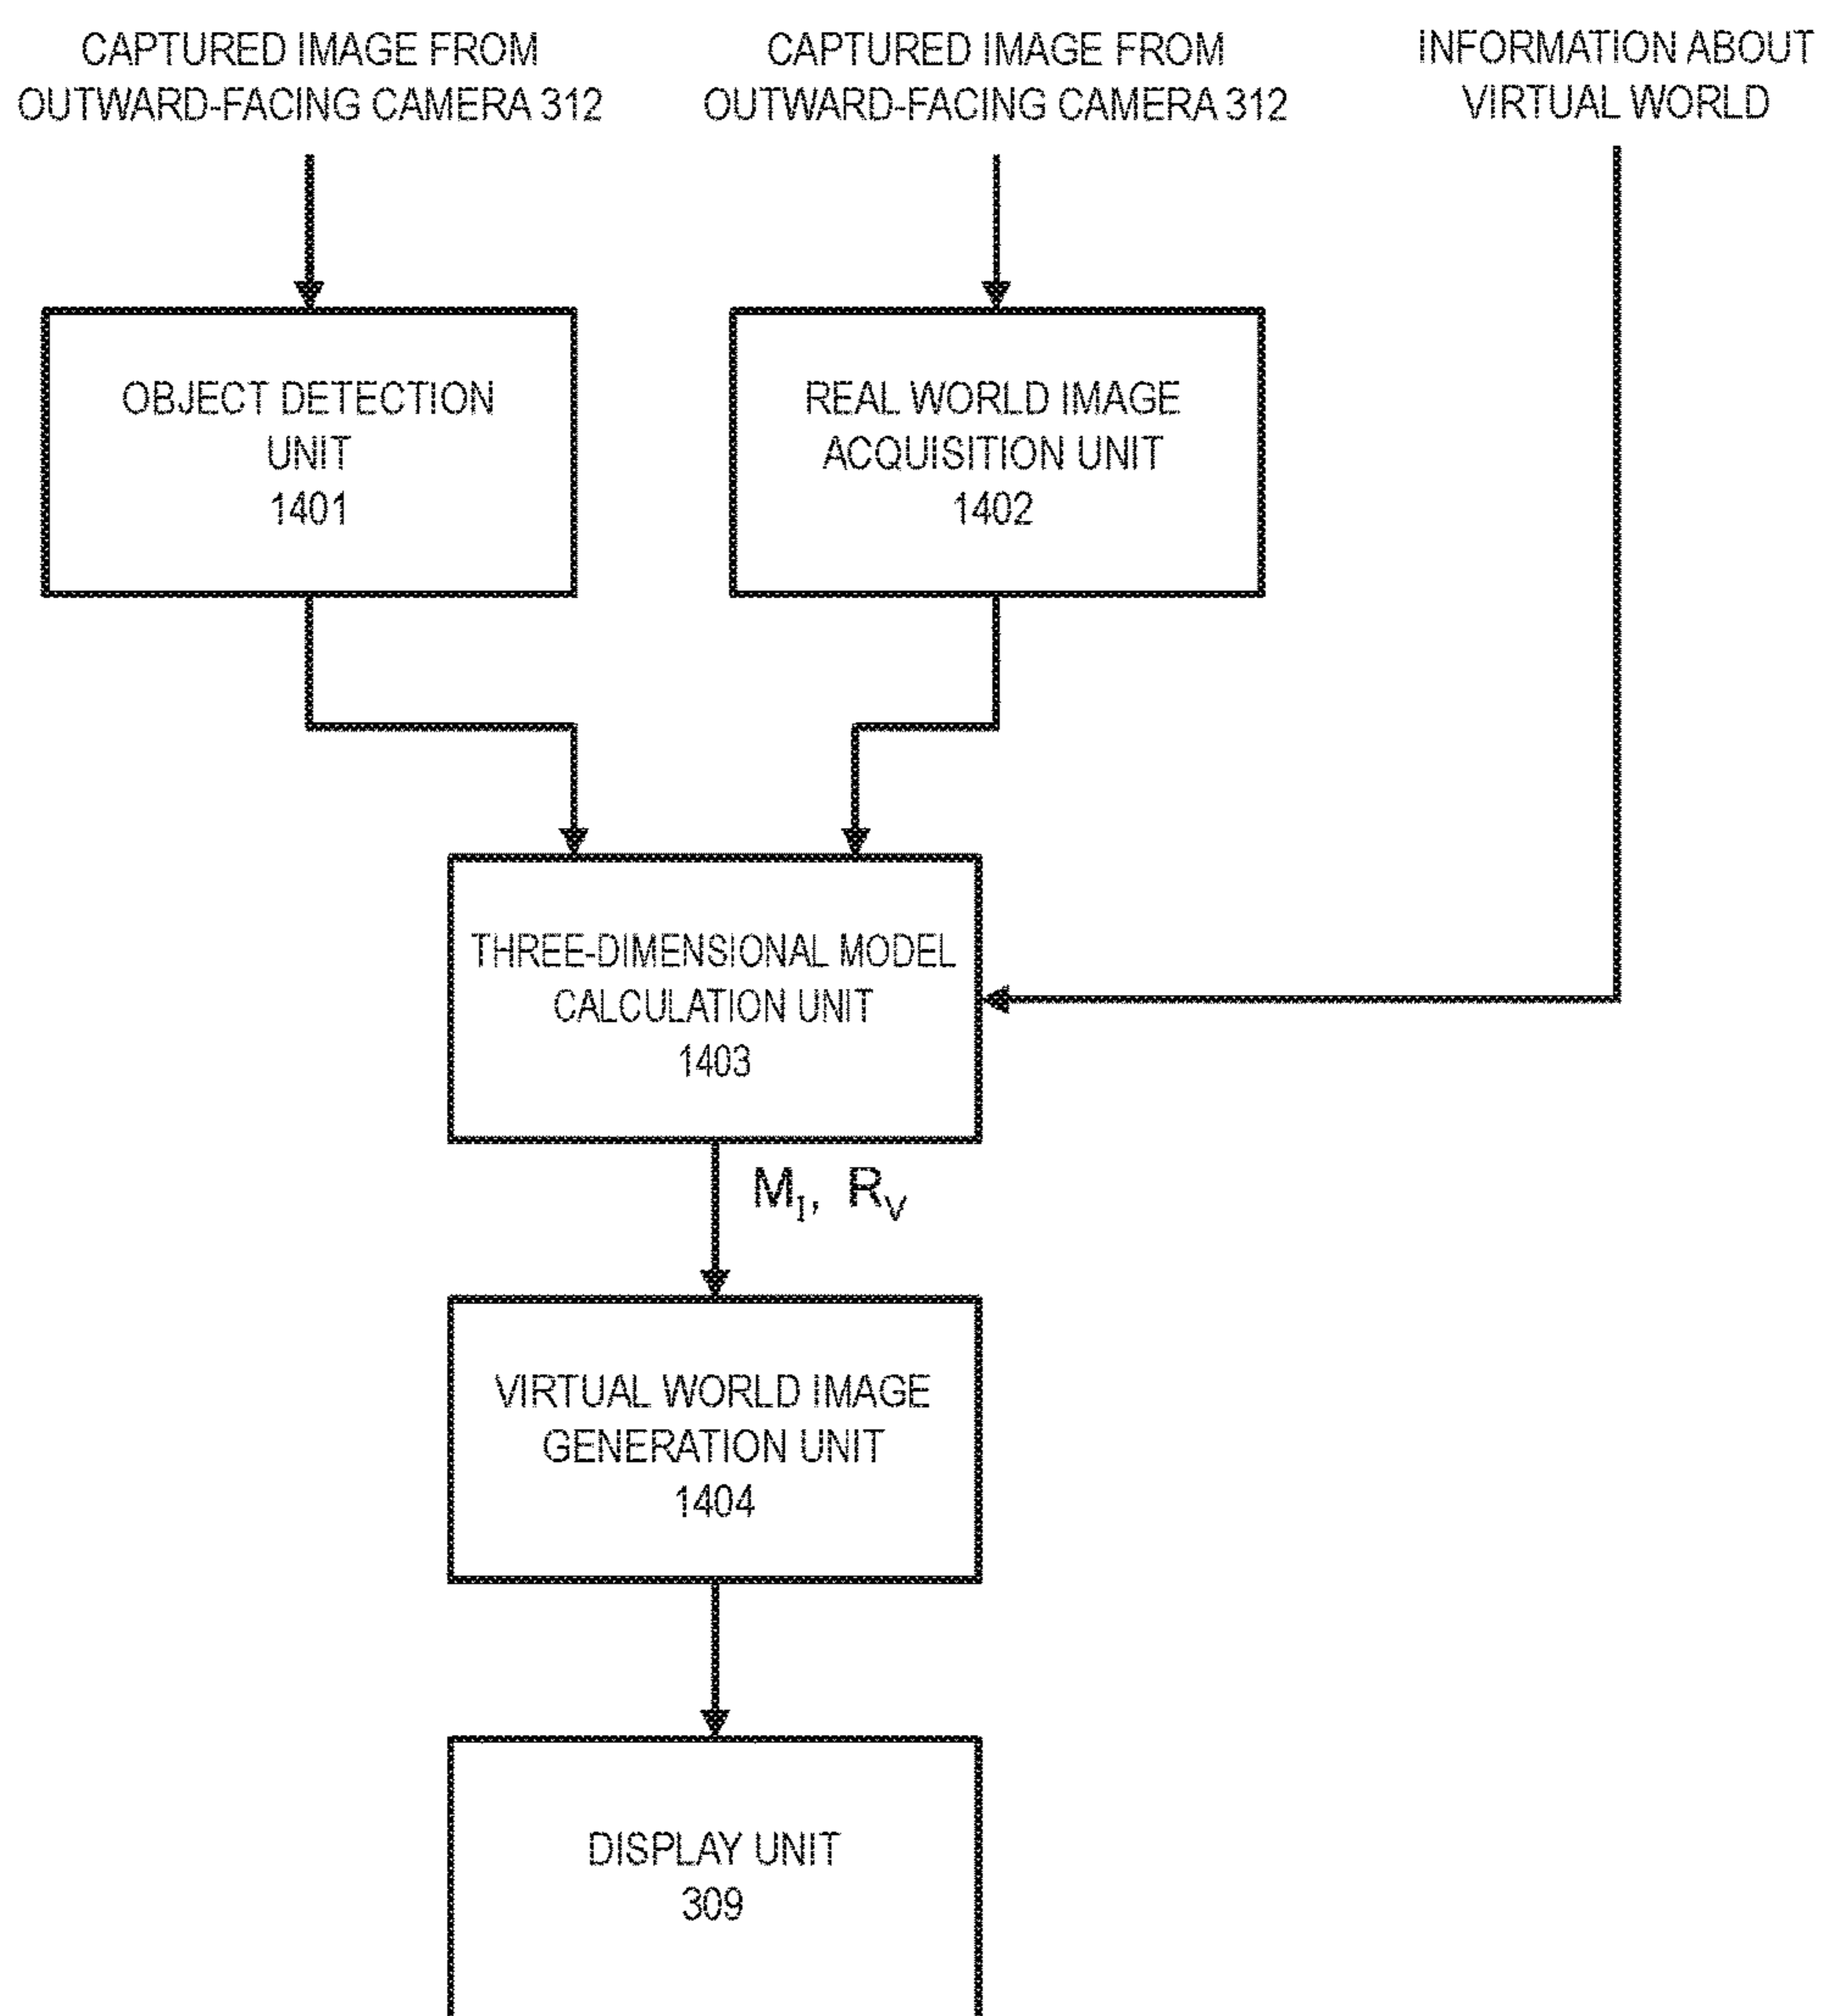 CAPTURED IMAGE FROM
OUTWARD-FACING CAMERA 312
CAPTURED IMAGE FROM
OUTWARD-FACING CAMERA 312
INFORMATION ABOUT
VIRTUAL WORLD
OBJECT DETECTION
UNIT
1401
REAL WORLD IMAGE
ACQUISITION UNIT
1402
THREE-DIMENSIONAL MODEL
CALCULATION UNIT
1403
M_I, R_V
VIRTUAL WORLD IMAGE
GENERATION UNIT
1404
DISPLAY UNIT
309